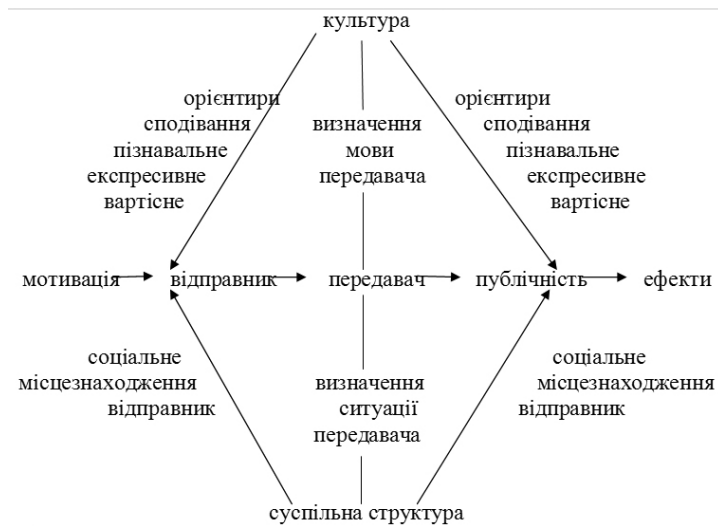 культура
орієнтири
сподівання
пізнавальне
експресивне
вартісне
визначення
мови
передавача
орієнтири
сподівання
пізнавальне
експресивне
вартісне
мотивація відправник передавач публічність ефекти
соціальне
місцезнаходження
відправник
визначення
ситуації
передавача
соціальне
місцезнаходження
відправник
суспільна структура